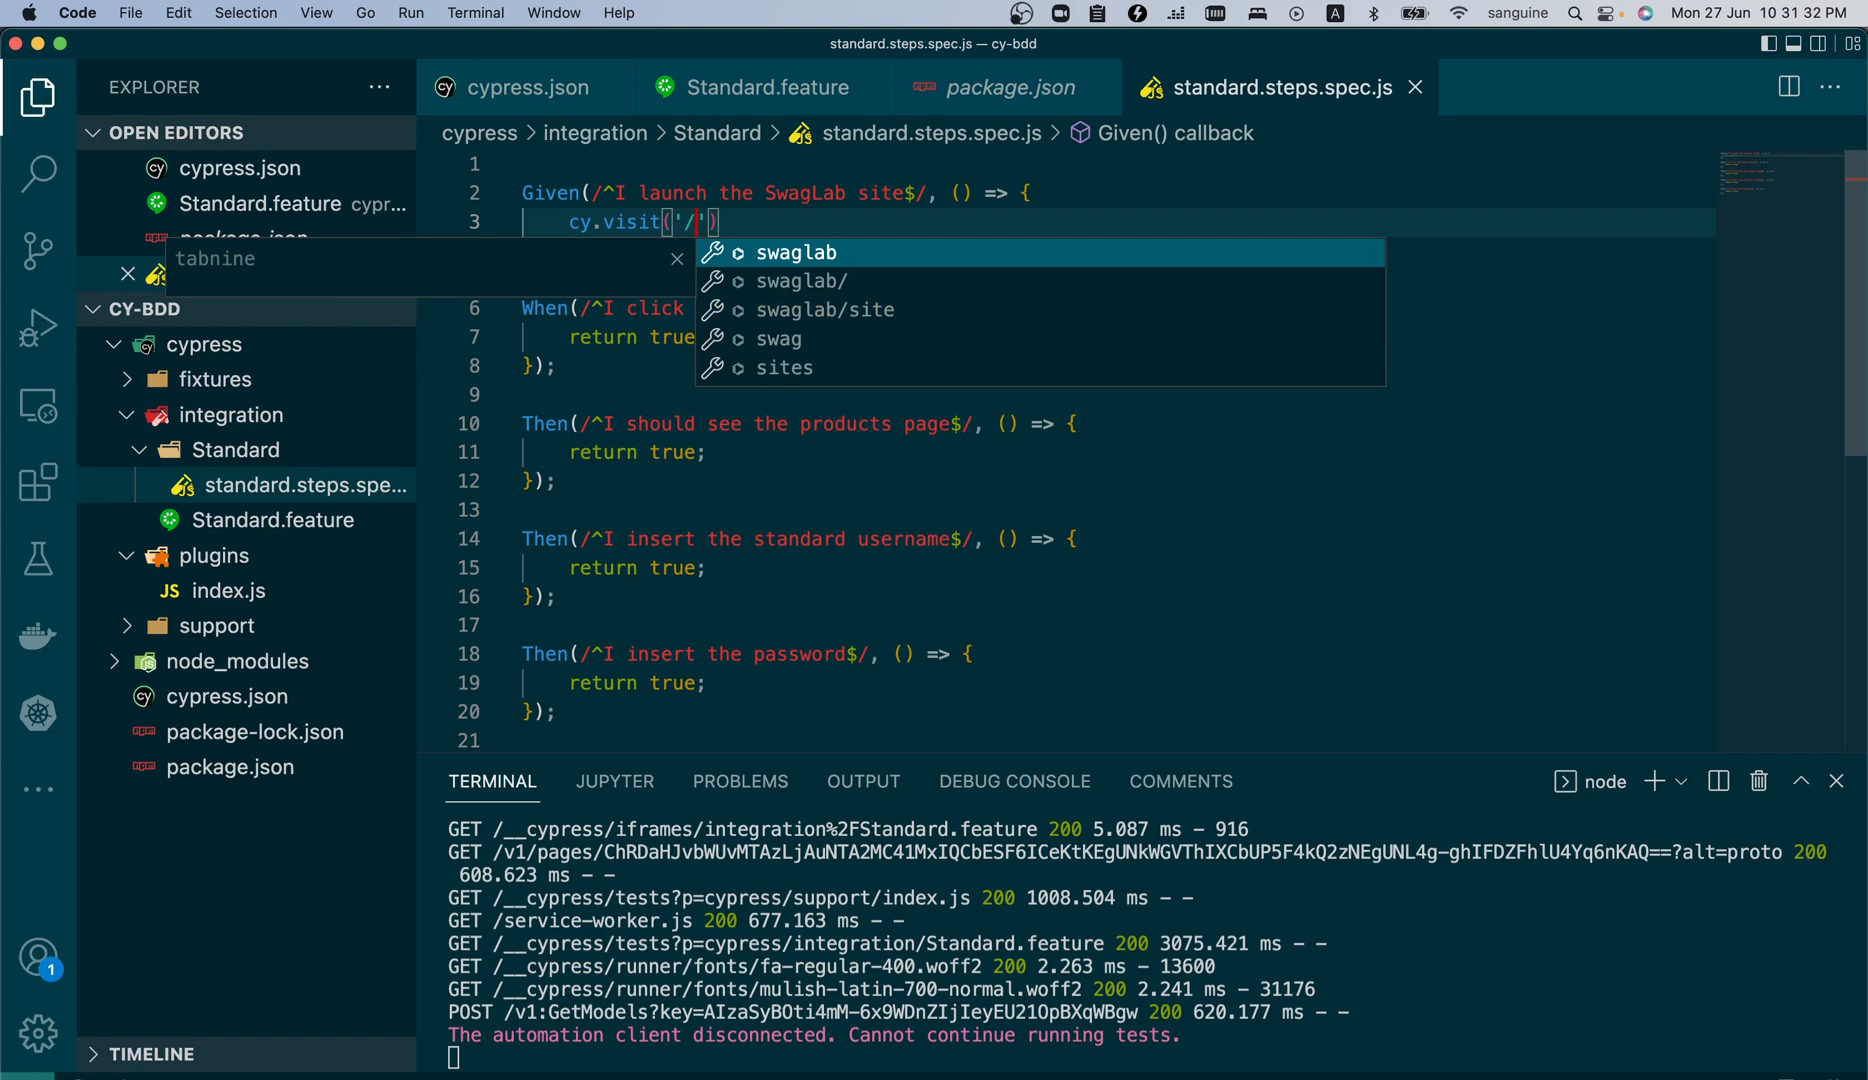 Code File Edit Selection View Go Run Terminal Window Help
A sanguine Mon 27 Jun 10 31 32 PM
standard.steps.spec.js — cy-bdd
EXPLORER
cypress.json
Standard.feature
package.json
standard.steps.spec.js
OPEN EDITORS
cypress.json
Standard.feature cypr...
package.json
tabnine
CY-BDD
cypress
fixtures
integration
Standard
standard.steps.spe...
Standard.feature
plugins
JS index.js
support
node_modules
cypress.json
package-lock.json
package.json
TIMELINE
1
cypress > integration > Standard > standard.steps.spec.js > Given() callback
1
2 Given(/^I launch the SwagLab site$/, () => {
3 cy.visit('/')
swaglab
swaglab/
swaglab/site
swag
sites
6 When(/^I click
7 return true
8 });
9
10 Then(/^I should see the products page$/, () => {
11 return true;
12 });
13
14 Then(/^I insert the standard username$/, () => {
15 return true;
16 });
17
18 Then(/^I insert the password$/, () => {
19 return true;
20 });
21
TERMINAL JUPYTER PROBLEMS OUTPUT DEBUG CONSOLE COMMENTS
node
GET /__cypress/iframes/integration%2FStandard.feature 200 5.087 ms - 916
GET /v1/pages/ChRDaHJvbWUvMTAzLjAuNTA2MC41MxIQCbESF6ICeKtKEgUNkWGVThIXCbUP5F4kQ2zNEgUNL4g-ghIFDZFhlU4Yq6nKAQ==?alt=proto 200
608.623 ms - -
GET /__cypress/tests?p=cypress/support/index.js 200 1008.504 ms - -
GET /service-worker.js 200 677.163 ms - -
GET /__cypress/tests?p=cypress/integration/Standard.feature 200 3075.421 ms - -
GET /__cypress/runner/fonts/fa-regular-400.woff2 200 2.263 ms - 13600
GET /__cypress/runner/fonts/mulish-latin-700-normal.woff2 200 2.241 ms - 31176
POST /v1:GetModels?key=AIzaSyBOti4mM-6x9WDnZIjIeyEU21OpBXqWBgw 200 620.177 ms - -
The automation client disconnected. Cannot continue running tests.